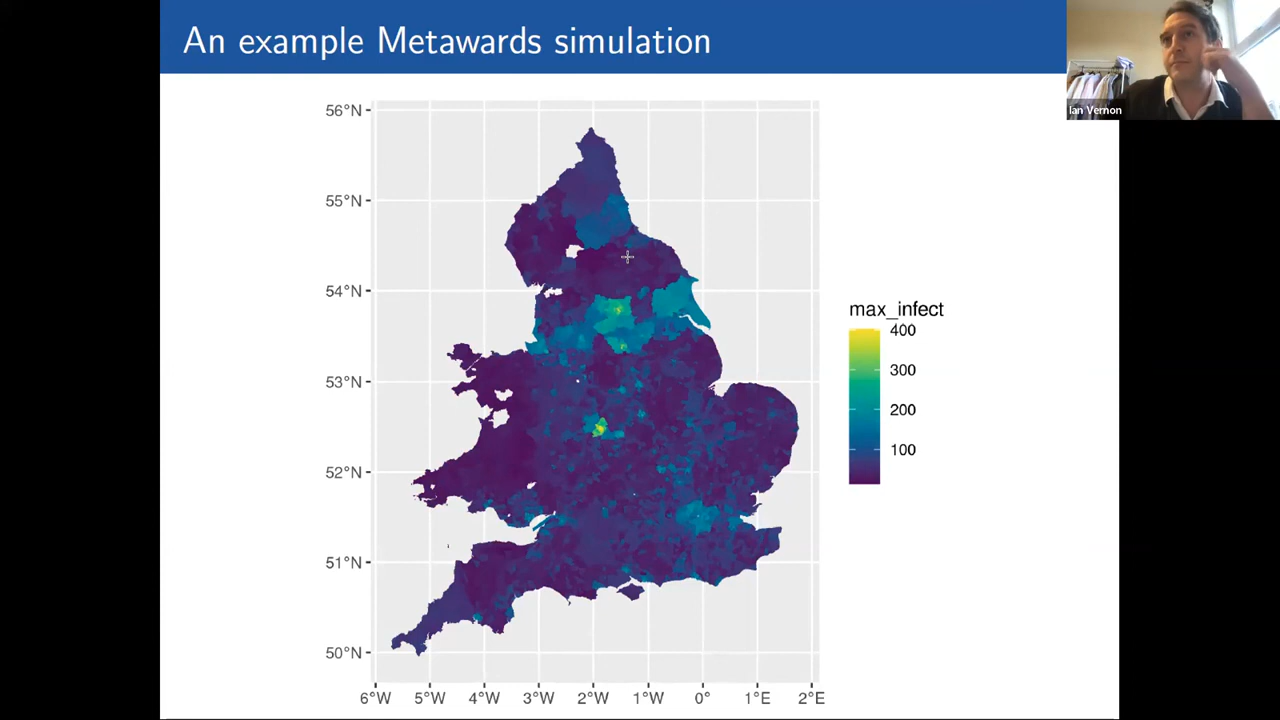 An example Metawards simulation
Ian Vernon
56°N
55°N
54°N
53°N
52°N
51°N
50°N
6°W 5°W 4°W 3°W 2°W 1°W 0° 1°E 2°E
max_infect
400
300
200
100